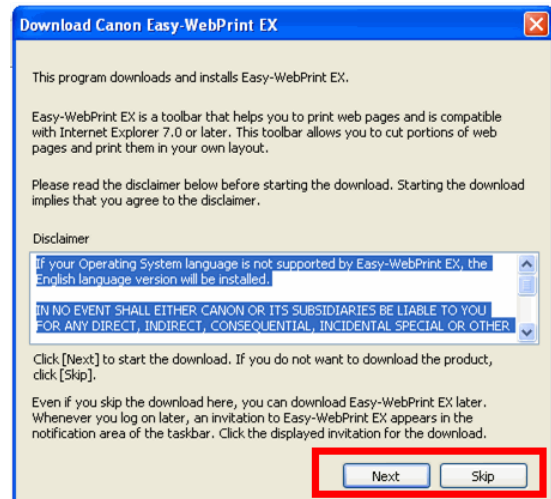 Download Canon Easy-WebPrint EX
This program downloads and installs Easy-WebPrint EX.
Easy-WebPrint EX is a toolbar that helps you to print web pages and is compatible
with Internet Explorer 7.0 or later. This toolbar allows you to cut portions of web
pages and print them in your own layout.
Please read the disclaimer below before starting the download. Starting the download
implies that you agree to the disclaimer.
Disclaimer
If your Operating System language is not supported by Easy-WebPrint EX, the
English language version will be installed.
IN NO EVENT SHALL EITHER CANON OR ITS SUBSIDIARIES BE LIABLE TO YOU
FOR ANY DIRECT, INDIRECT, CONSEQUENTIAL, INCIDENTAL SPECIAL OR OTHER
Click [Next] to start the download. If you do not want to download the product,
click [Skip].
Even if you skip the download here, you can download Easy-WebPrint EX later.
Whenever you log on later, an invitation to Easy-WebPrint EX appears in the
notification area of the taskbar. Click the displayed invitation for the download.
Next Skip